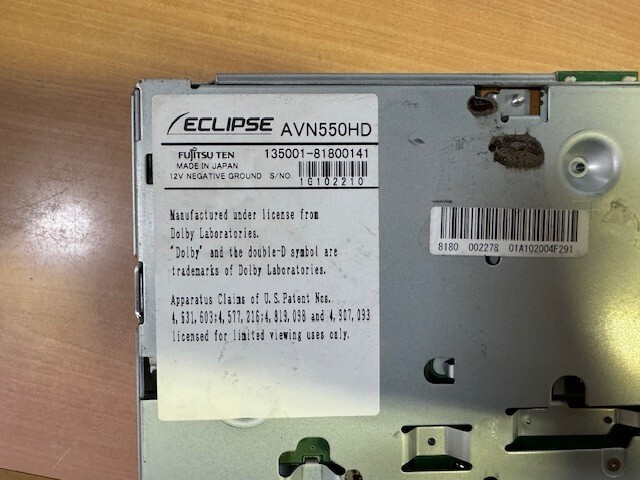 ECLIPSE AVN550HD
FUJITSU TEN 135001-81800141
MADE IN JAPAN
12V NEGATIVE GROUND S/NO.
1G102210
Manufactured under license from
Dolby Laboratories.
"Dolby" and the double-D symbol are
trademarks of Dolby Laboratories.
Apparatus Claims of U.S.Patent Nos.
4,631,603;4,577,216;4,819,098 and 4,907,093
licensed for limited viewing uses only.
8180 002278 01A102004F291